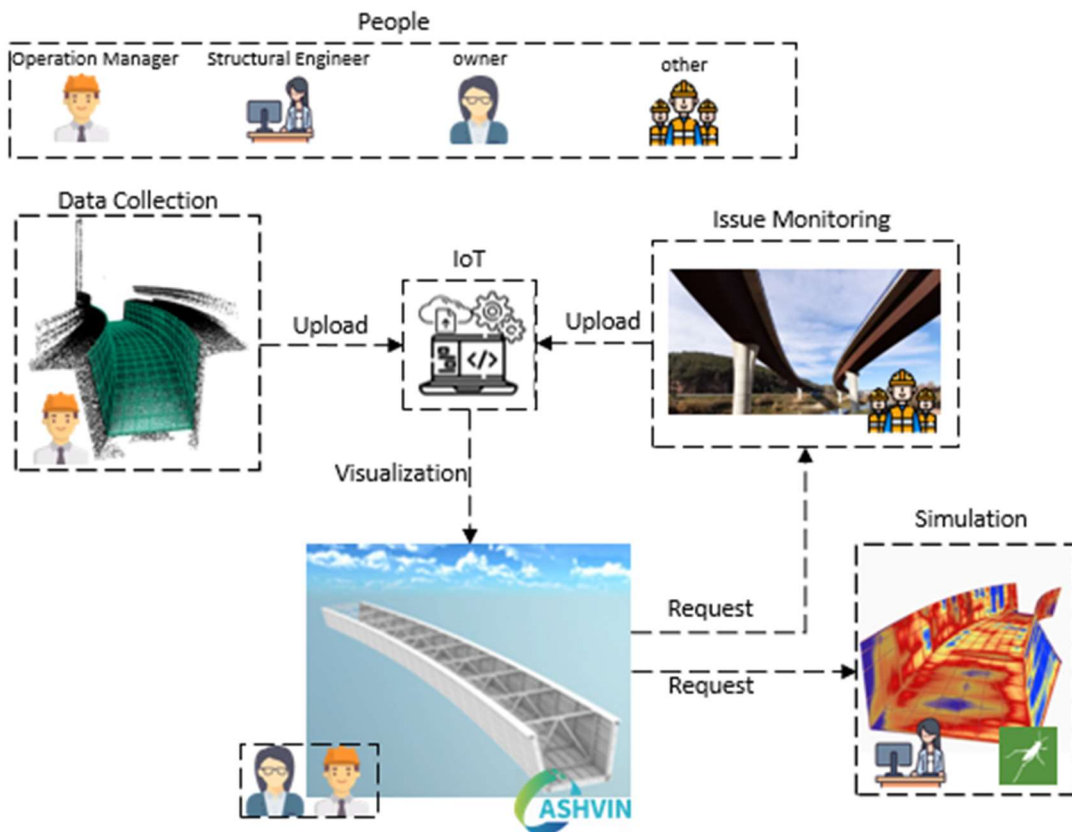 People
Operation Manager
Structural Engineer
owner
other
Data Collection
Issue Monitoring
IoT
Upload
Upload
</>
Visualization
Simulation
Request
Request
ASHVIN